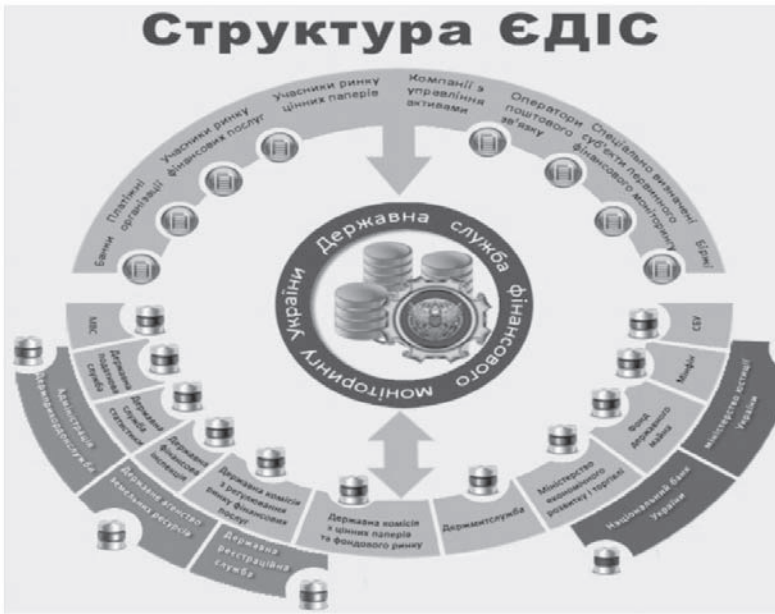 Структура ЄДІС
Банки
Платіжні
організації
Учасники ринку
фінансових послуг
Учасники ринку
цінних паперів
Компанії з
управління
активами
Оператори
поштового
зв'язку
Спеціально визначені
суб'єкти первинного
фінансового моніторингу
Біржі
Державна служба фінансового моніторингу України
МВС
Державна
податкова
служба
Державна
служба
статистики
Державна
фінансова
інспекція
Державна комісія
з регулювання
ринку фінансових
послуг
Державна комісія
з цінних паперів
та фондового ринку
Держмитслужба
Міністерство
економічного
розвитку і торгівлі
Фонд
державного
майна
Мінфін
СБУ
Адміністрація
Держприкордонслужби
Державне агенство
земельних ресурсів
Державна
реєстраційна
служба
Національний банк
України
міністерство юстиції
України